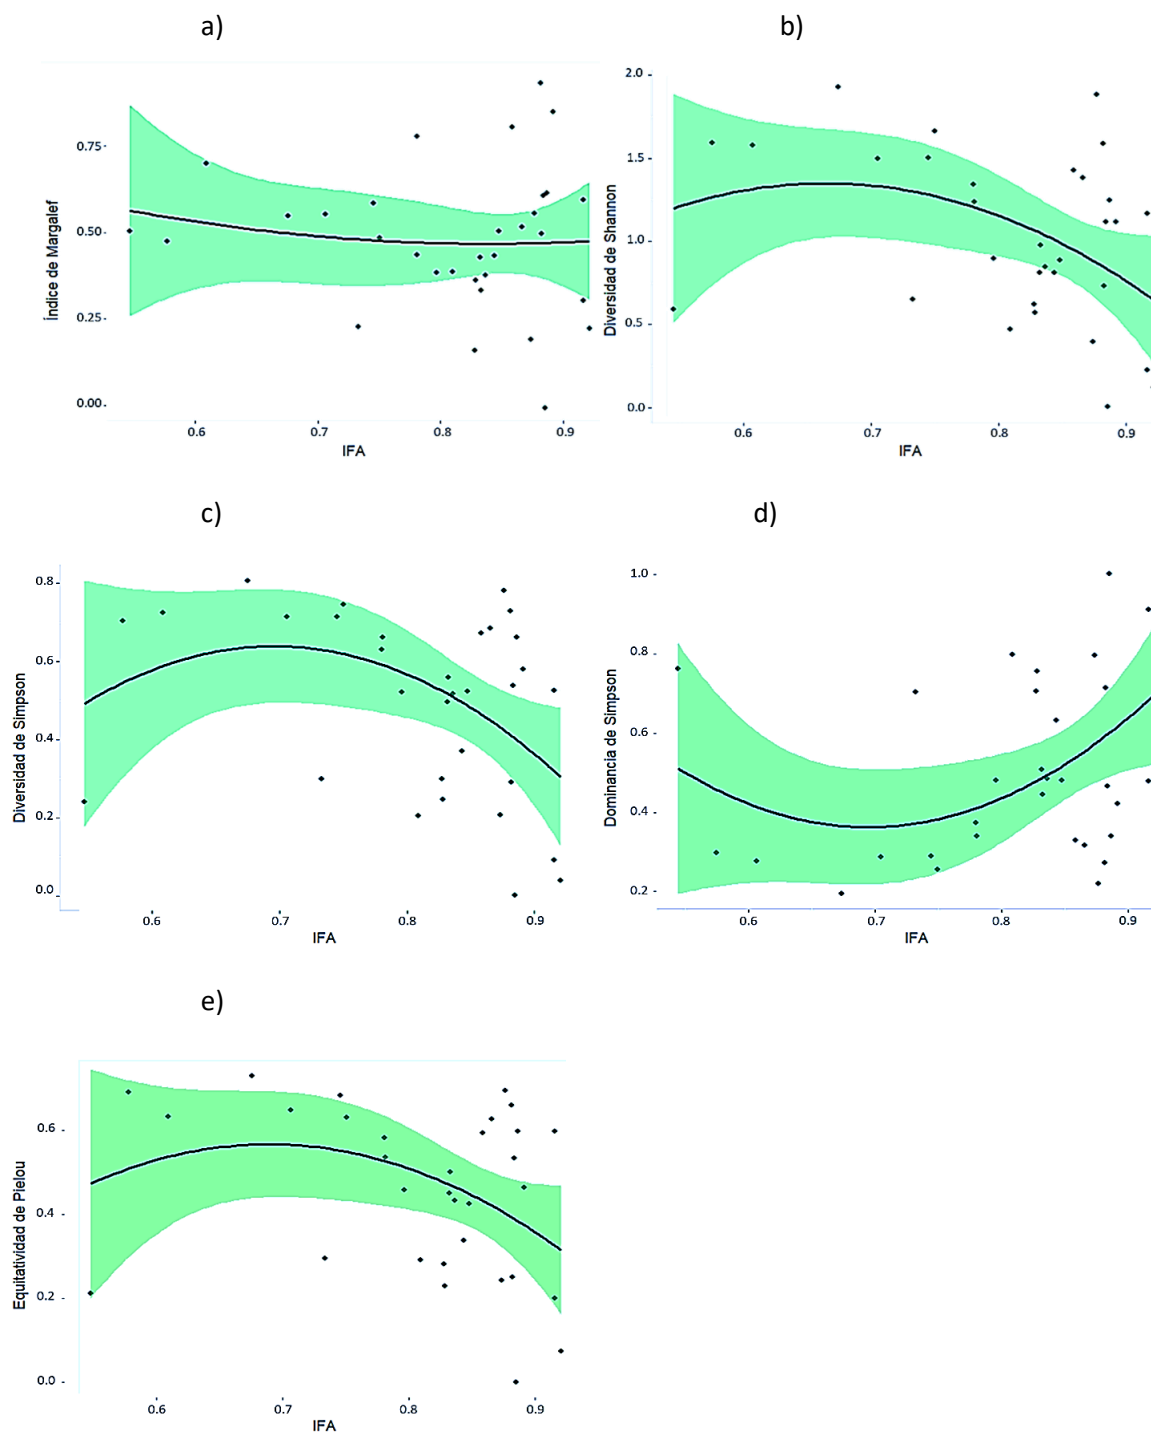 a)
b)
Índice de Margalef
0.75
0.50
0.25
0.00
0.6 0.7 0.8 0.9
IFA
Diversidad de Shannon
2.0
1.5
1.0
0.5
0.0
0.6 0.7 0.8 0.9
IFA
c)
d)
Diversidad de Simpson
0.8
0.6
0.4
0.2
0.0
0.6 0.7 0.8 0.9
IFA
Dominancia de Simpson
1.0
0.8
0.6
0.4
0.2
0.6 0.7 0.8 0.9
IFA
e)
Equitatividad de Pielou
0.6
0.4
0.2
0.0
0.6 0.7 0.8 0.9
IFA